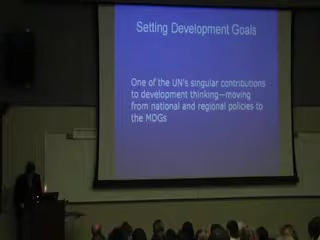 Setting Development Goals
One of the UN's singular contributions
to development thinking—moving
from national and regional policies to
the MDGs